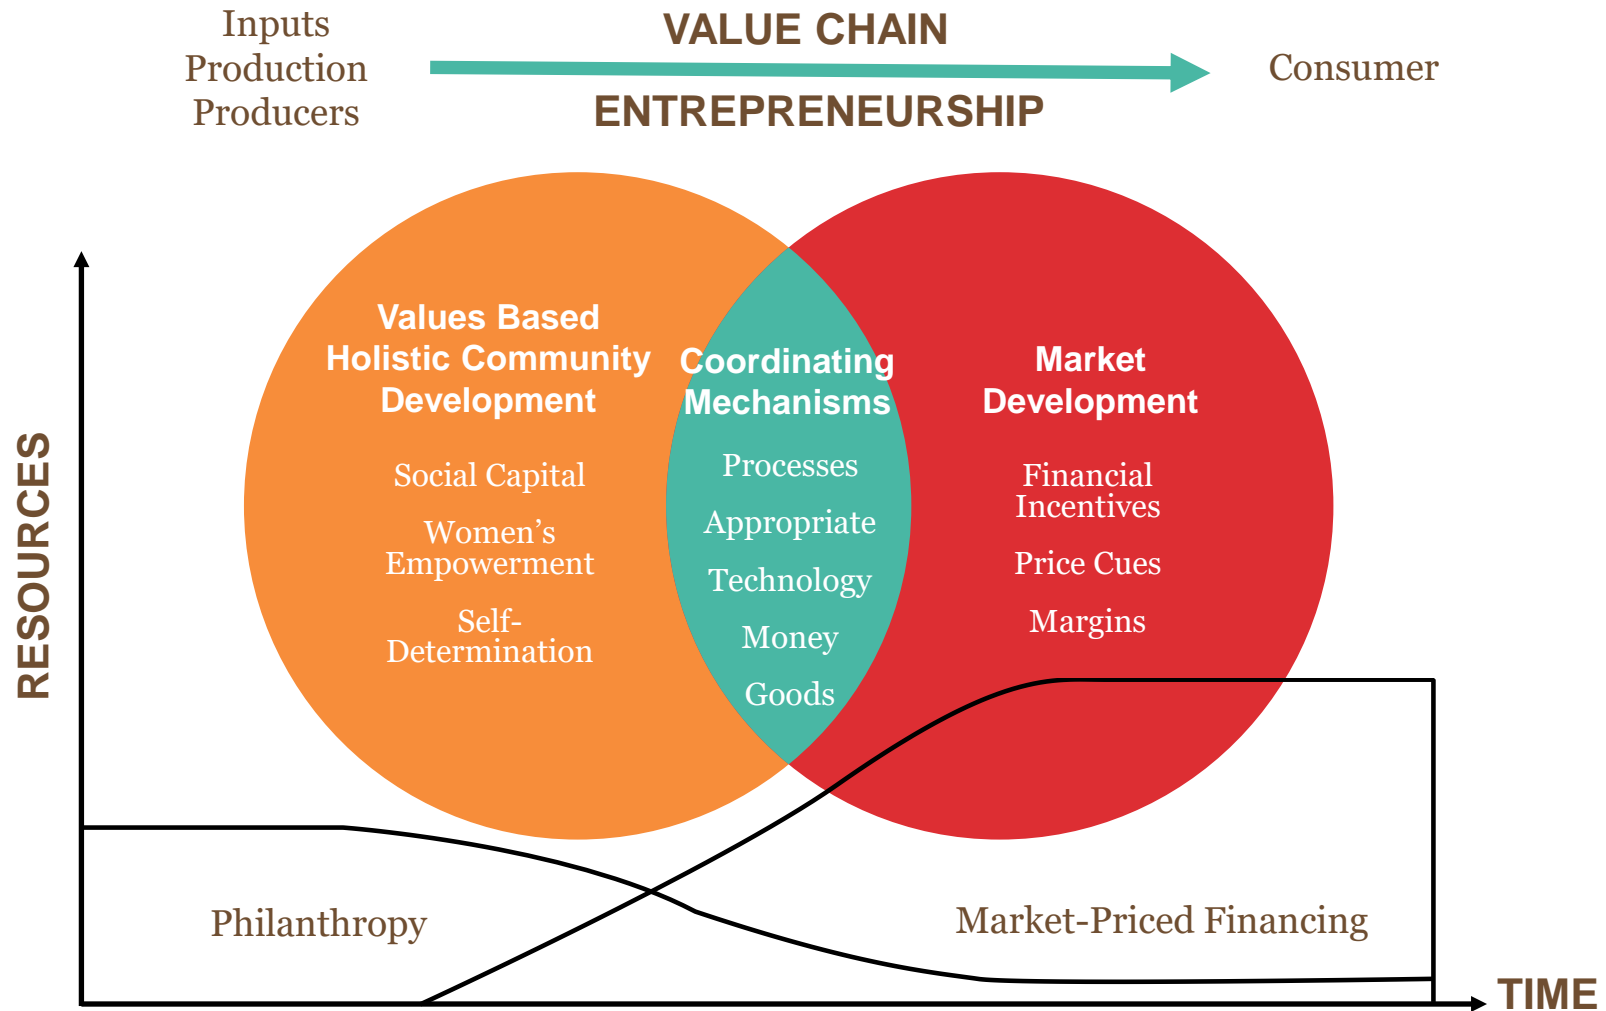 Inputs
Production
Producers
VALUE CHAIN
ENTREPRENEURSHIP
Consumer
RESOURCES
Values Based
Holistic Community
Development
Social Capital
Women’s
Empowerment
Self-
Determination
Coordinating
Mechanisms
Processes
Appropriate
Technology
Money
Goods
Market
Development
Financial
Incentives
Price Cues
Margins
Philanthropy
Market-Priced Financing
TIME